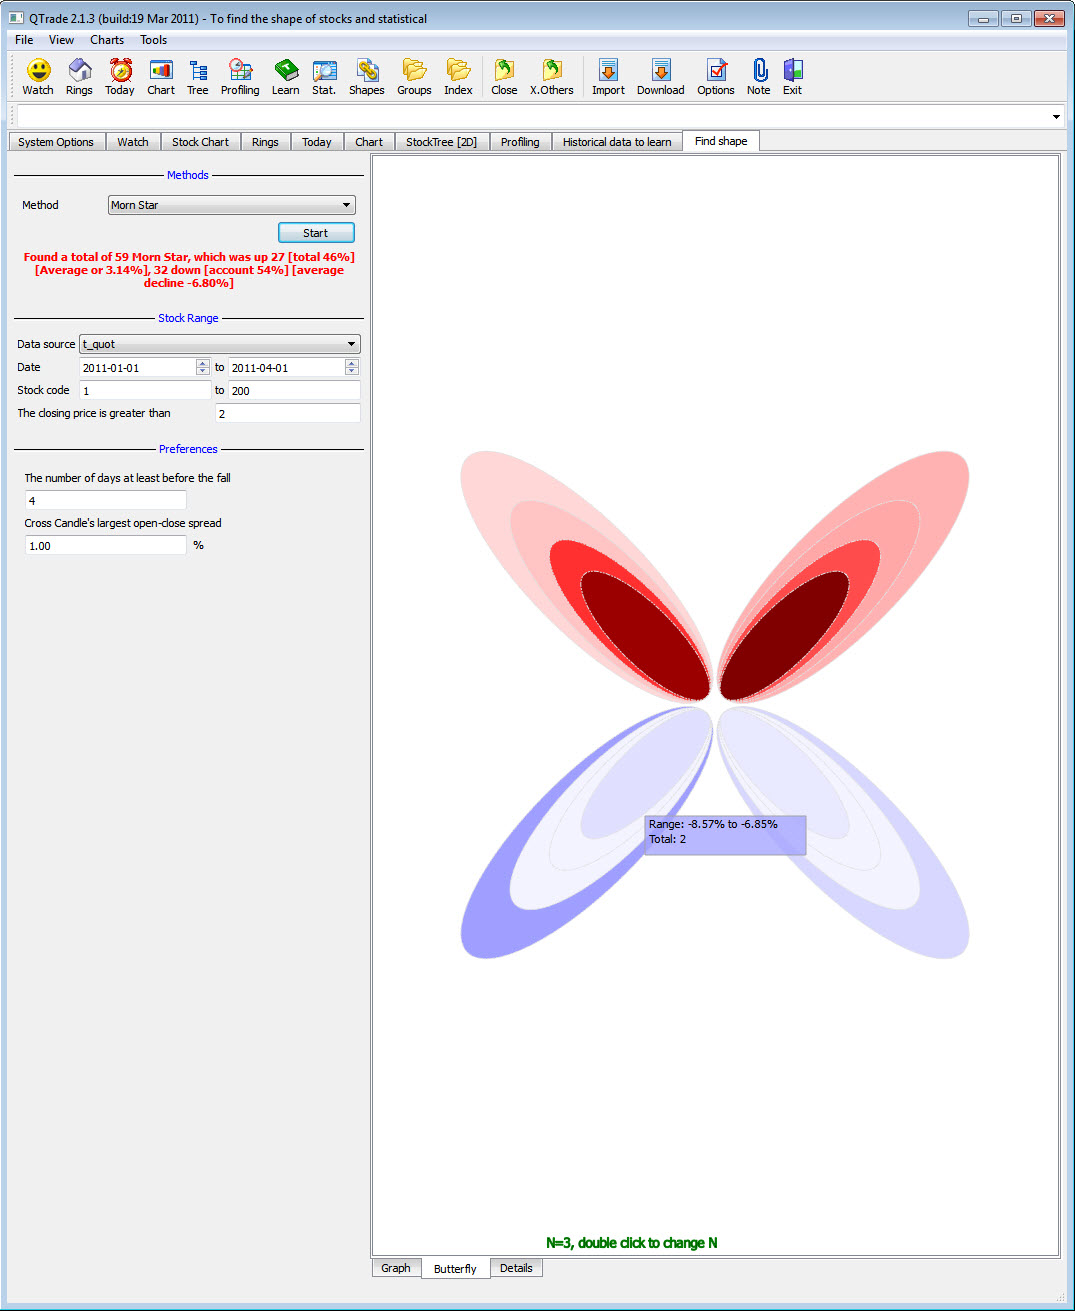 QTrade 2.1.3 (build:19 Mar 2011) - To find the shape of stocks and statistical
File View Charts Tools
Watch Rings Today Chart Tree Profiling Learn Stat. Shapes Groups Index Close X.Others Import Download Options Note Exit
System Options Watch Stock Chart Rings Today Chart StockTree [2D] Profiling Historical data to learn Find shape
Methods
Method Morn Star
Start
Found a total of 59 Morn Star, which was up 27 [total 46%]
[Average or 3.14%], 32 down [account 54%] [average
decline -6.80%]
Stock Range
Data source t_quot
Date 2011-01-01 to 2011-04-01
Stock code 1 to 200
The closing price is greater than 2
Preferences
The number of days at least before the fall
4
Cross Candle's largest open-close spread
1.00 %
Range: -8.57% to -6.85%
Total: 2
N=3, double click to change N
Graph Butterfly Details